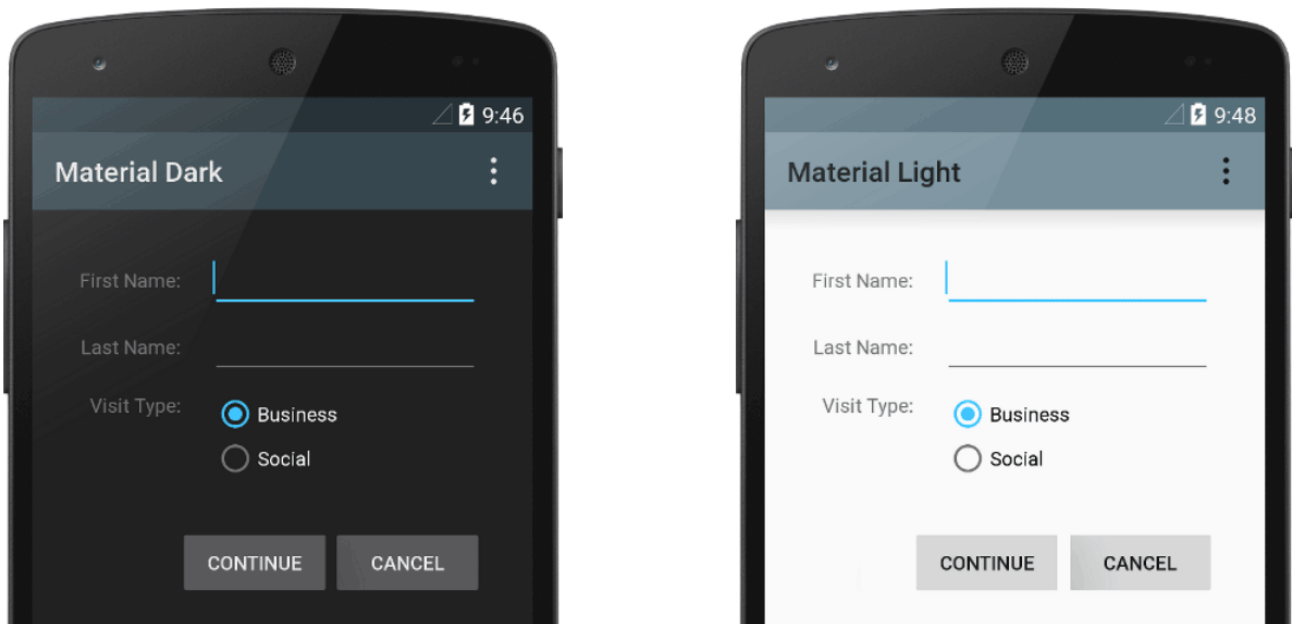 9:46
Material Dark
First Name:
Last Name:
Visit Type:
Business
Social
CONTINUE CANCEL
9:48
Material Light
First Name:
Last Name:
Visit Type:
Business
Social
CONTINUE CANCEL